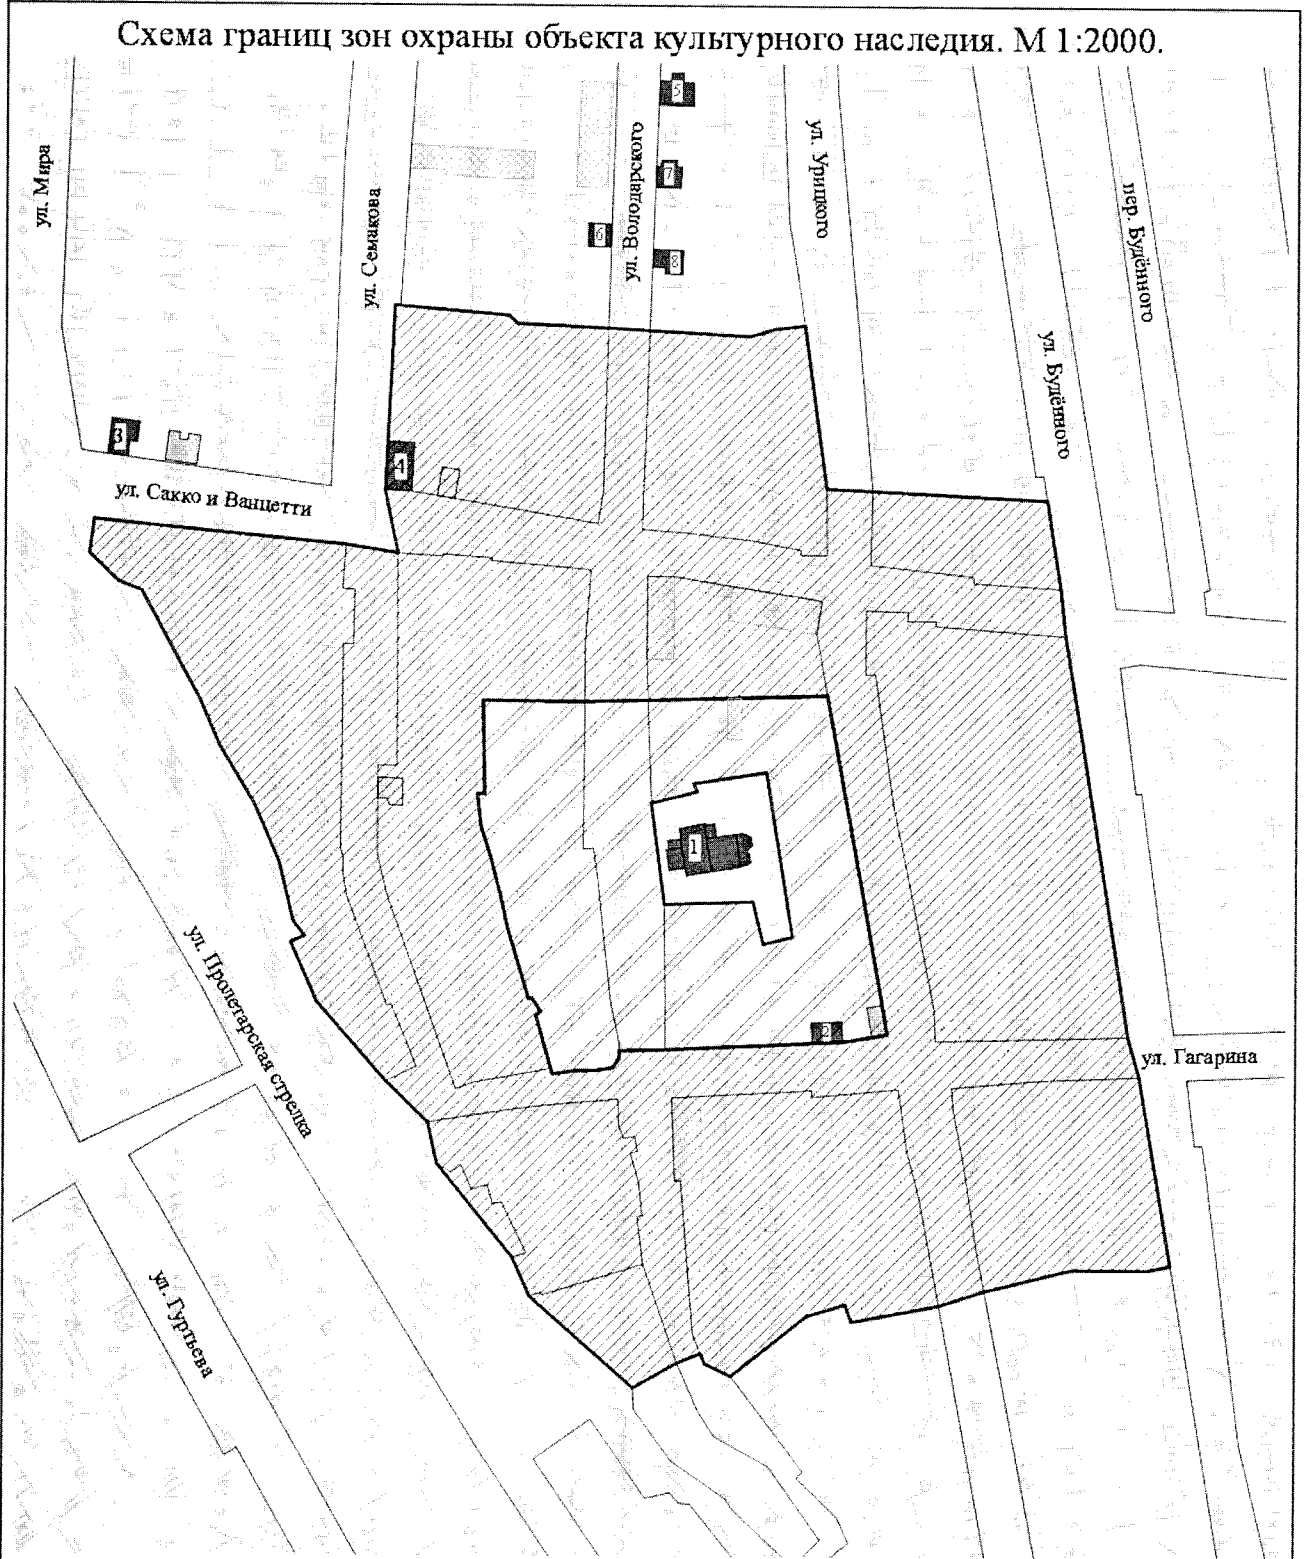 Схема границ зон охраны объекта культурного наследия. М 1:2000.
5
ул. Мира
ул. Семакова
ул. Володарского
ул. Урицкого
пер. Будённого
7
6
8
ул. Будённого
3
4
ул. Сакко и Ванцетти
1
2
ул. Гагарина
ул. Пролетарская стрелка
ул. Гуртьева